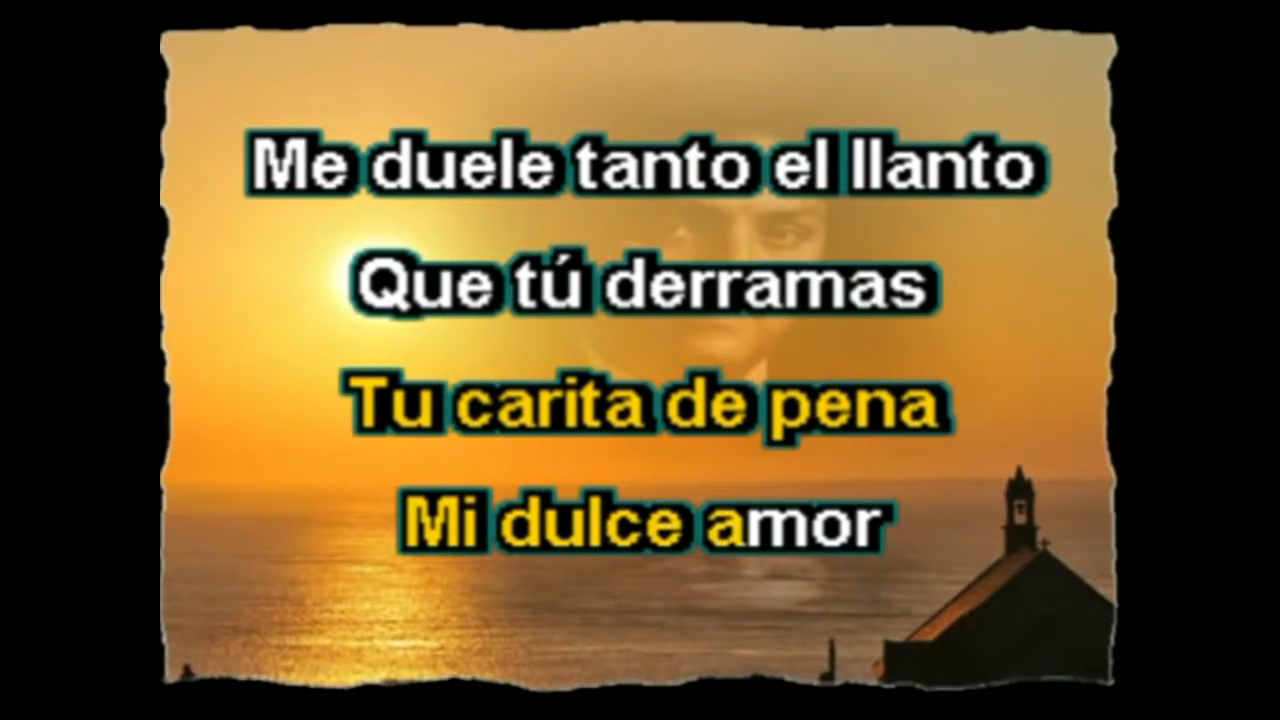 Me duele tanto el llanto
Que tú derramas
Tu carita de pena
Mi dulce amor